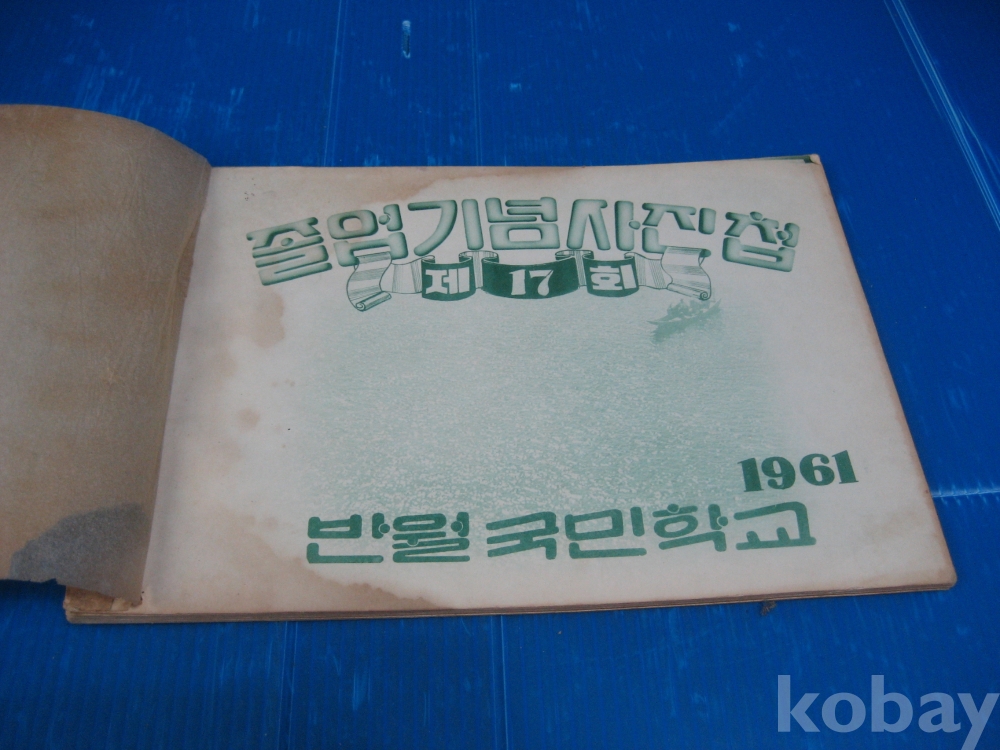 졸업기념사진첩
제 17 회
1961
반월국민학교
kobay